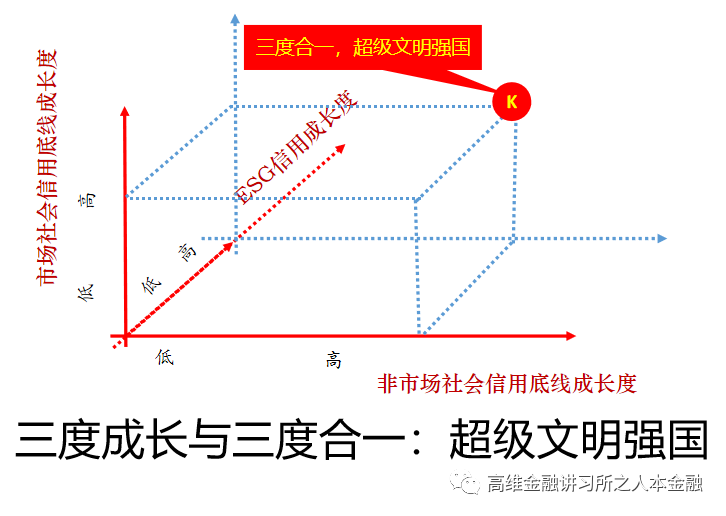 三度合一，超级文明强国
K
市场社会信用底线成长度
ESG信用成长度
高
低
高
低
低
高
非市场社会信用底线成长度
三度成长与三度合一：超级文明强国
高维金融讲习所之人本金融